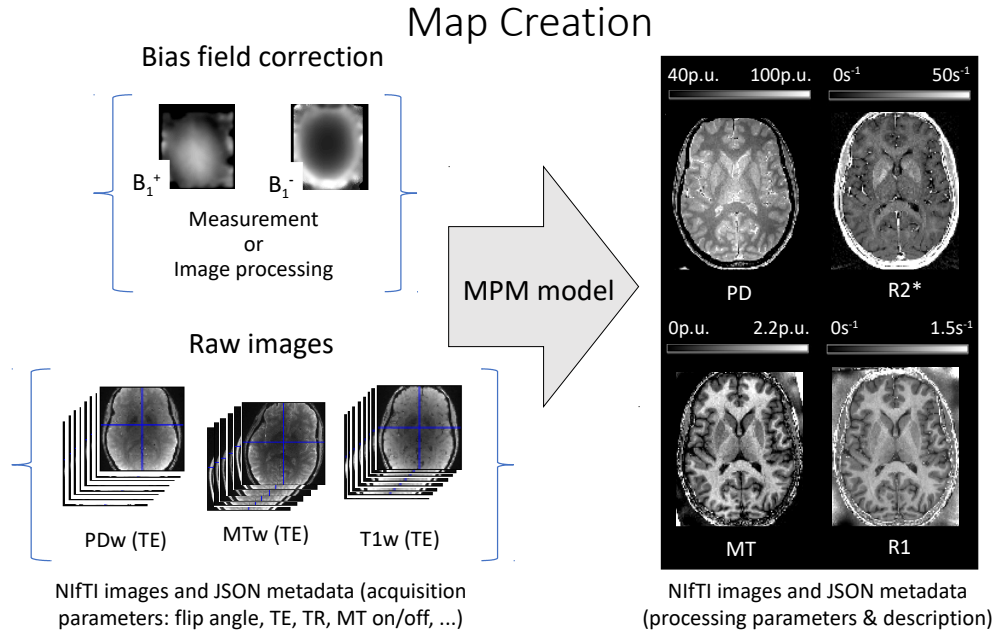 Map Creation
Bias field correction
B₁⁺
B₁⁻
Measurement
or
Image processing
Raw images
PDw (TE)
MTw (TE)
T1w (TE)
NIfTI images and JSON metadata (acquisition
parameters: flip angle, TE, TR, MT on/off, ...)
MPM model
40p.u. 100p.u.
0s⁻¹ 50s⁻¹
PD
R2*
0p.u. 2.2p.u.
0s⁻¹ 1.5s⁻¹
MT
R1
NIfTI images and JSON metadata
(processing parameters & description)